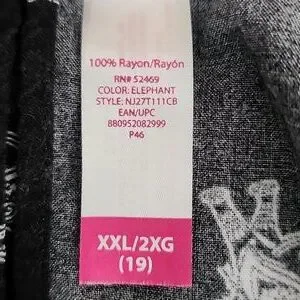 100% Rayon/Rayón
RN# 52469
COLOR: ELEPHANT
STYLE: NJ27T111CB
EAN/UPC
880952082999
P46
XXL/2XG
(19)